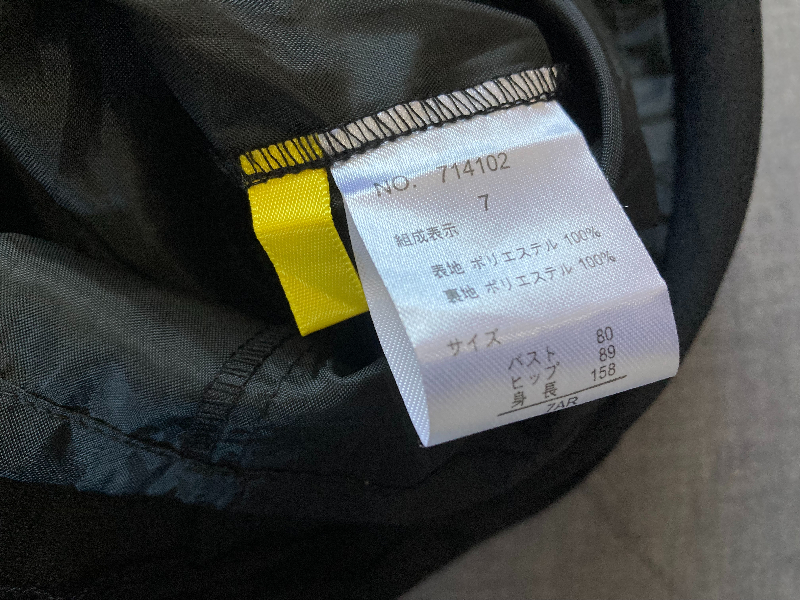 NO. 714102
7
組成表示
表地 ポリエステル 100%
裏地 ポリエステル 100%
サイズ
バスト 80
ヒップ 89
身長 158
7AR